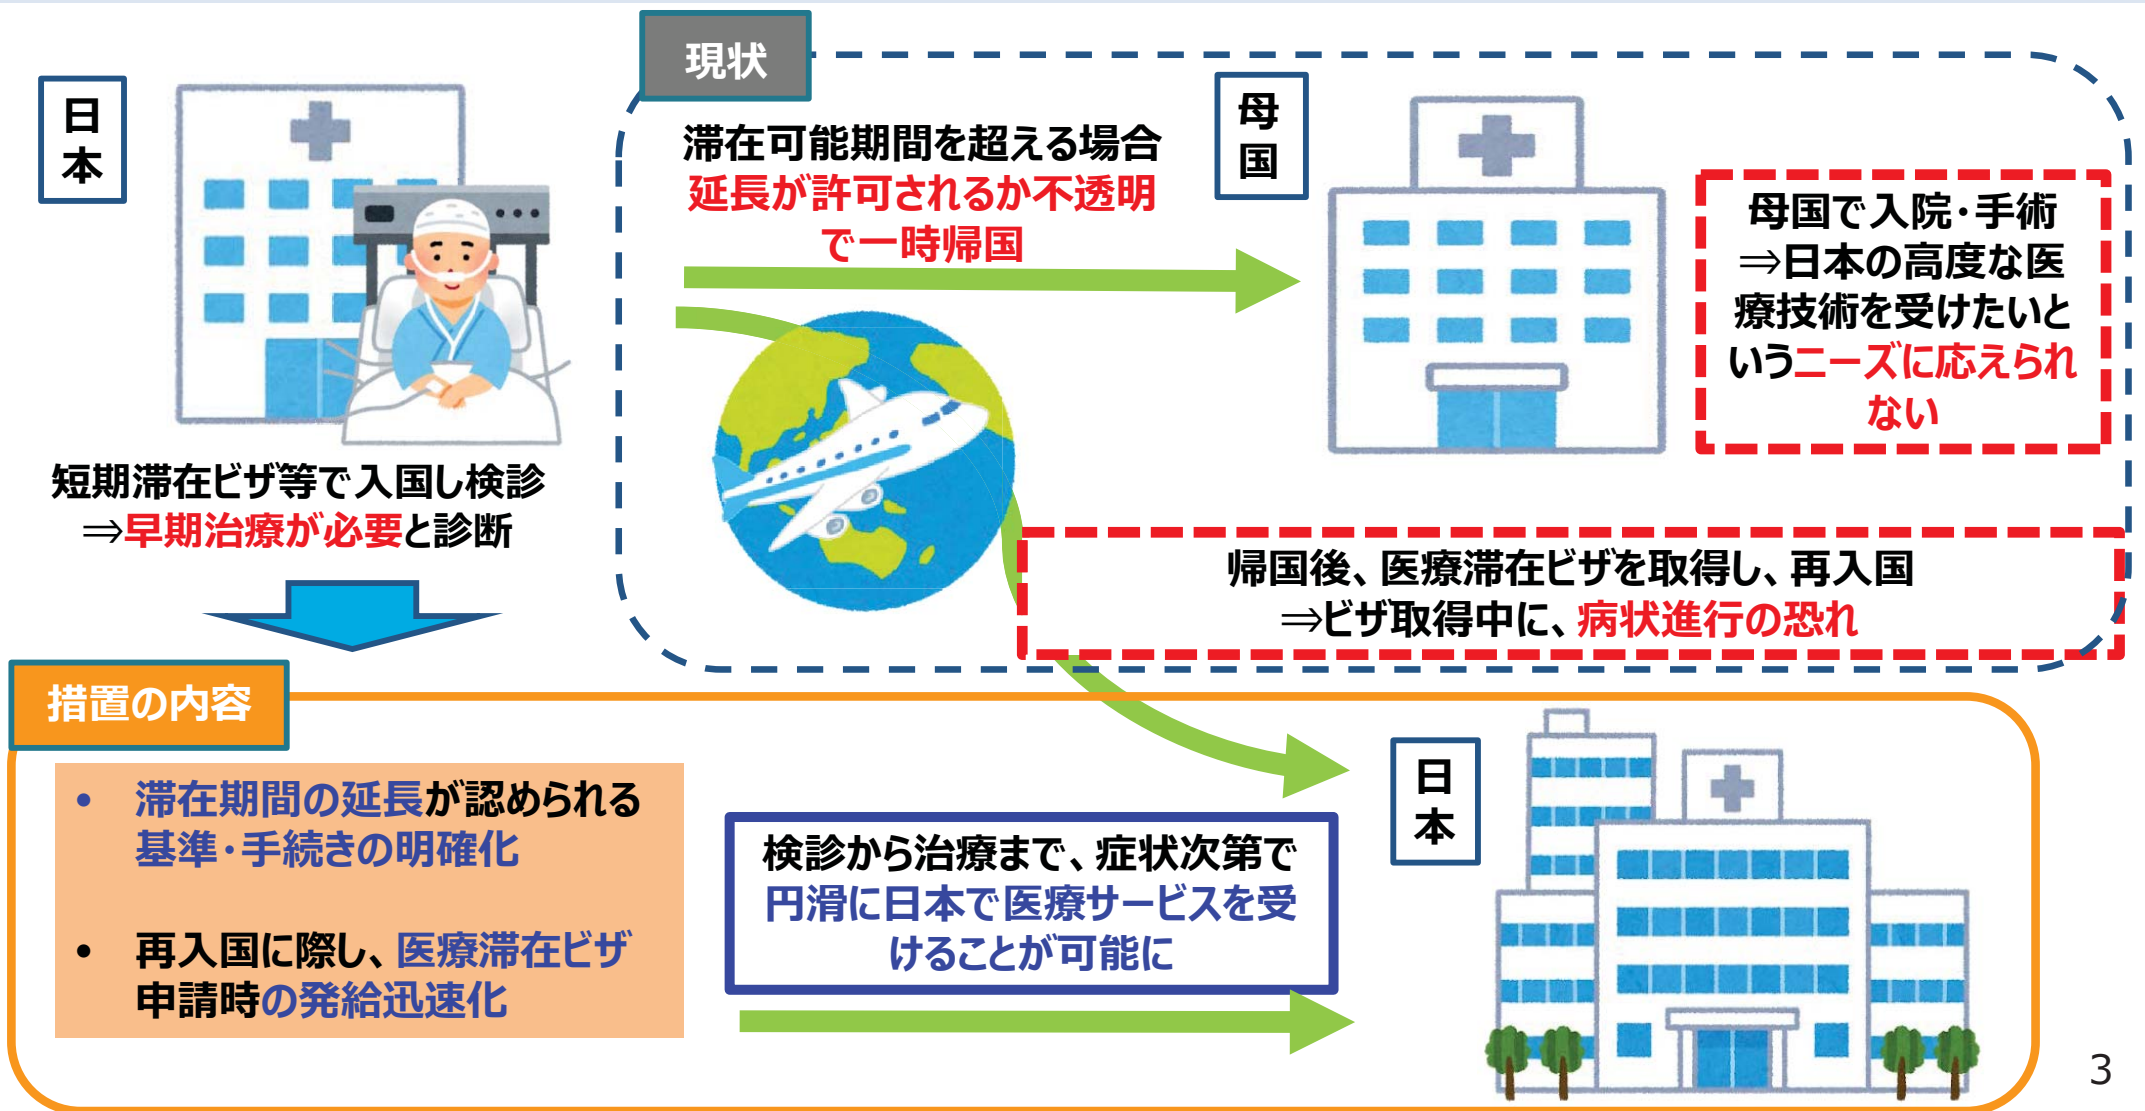 現状
日本
短期滞在ビザ等で入国し検診
⇒早期治療が必要と診断
滞在可能期間を超える場合
延長が許可されるか不透明
で一時帰国
母国
母国で入院・手術
⇒日本の高度な医
療技術を受けたいと
いうニーズに応えられ
ない
帰国後、医療滞在ビザを取得し、再入国
⇒ビザ取得中に、病状進行の恐れ
措置の内容
• 滞在期間の延長が認められる
基準・手続きの明確化
• 再入国に際し、医療滞在ビザ
申請時の発給迅速化
検診から治療まで、症状次第で
円滑に日本で医療サービスを受
けることが可能に
日本
3